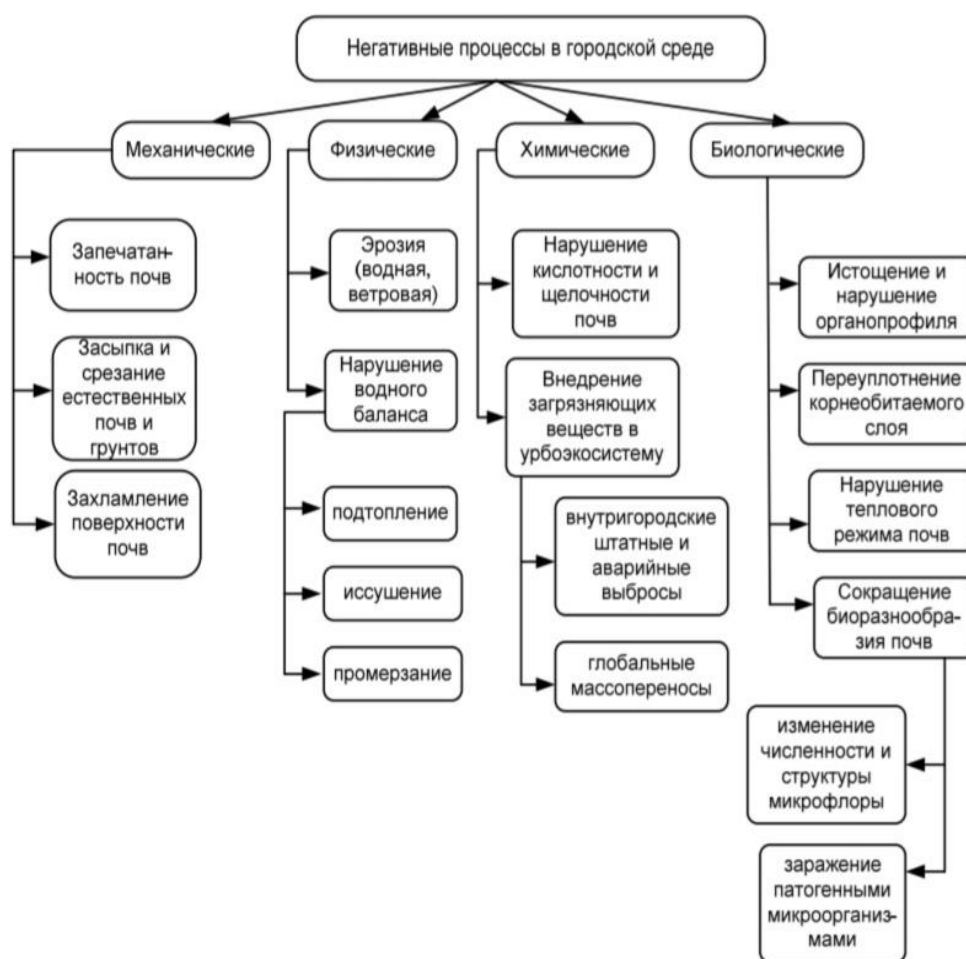 Негативные процессы в городской среде
Механические
Физические
Химические
Биологические
Запечатан-
ность почв
Засыпка и
срезание
естественных
почв и
грунтов
Захламление
поверхности
почв
Эрозия
(водная,
ветровая)
Нарушение
водного
баланса
подтопление
иссушение
промерзание
Нарушение
кислотности и
щелочности
почв
Внедрение
загрязняющих
веществ в
урбоэкосистему
внутригородские
штатные и
аварийные
выбросы
глобальные
массопереносы
Истощение и
нарушение
органопрофиля
Переуплотнение
корнеобитаемого
слоя
Нарушение
теплового
режима почв
Сокращение
биоразнообра-
зия почв
изменение
численности и
структуры
микрофлоры
заражение
патогенными
микроорганиз-
мами